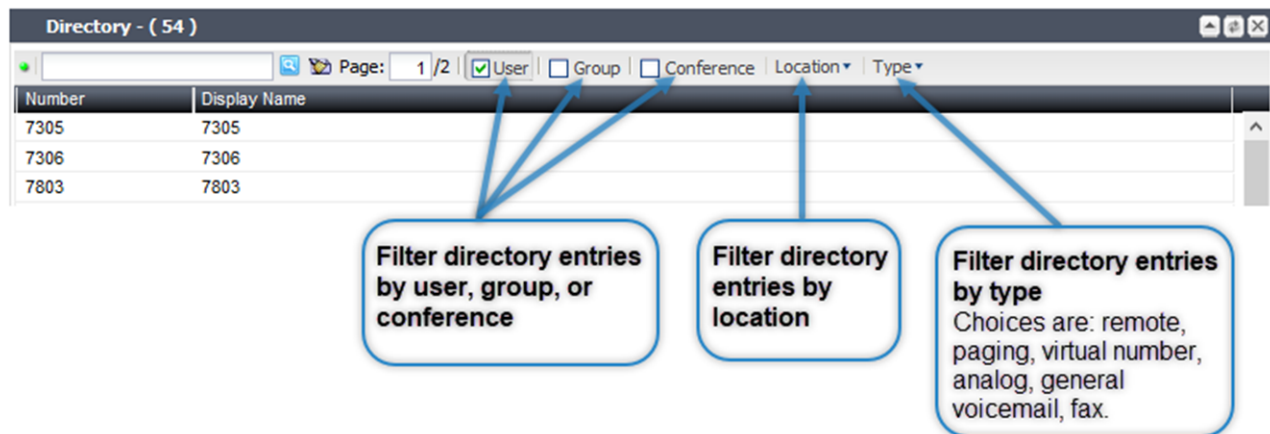 Directory - ( 54 )
Page: 1 /2 User Group Conference Location Type
Number Display Name
7305 7305
7306 7306
7803 7803
Filter directory entries
by user, group, or
conference
Filter directory
entries by
location
Filter directory entries
by type
Choices are: remote,
paging, virtual number,
analog, general
voicemail, fax.